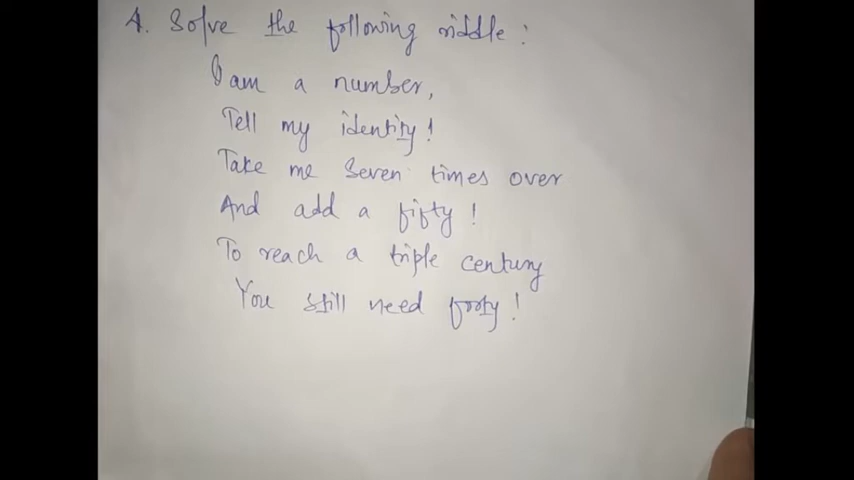 4. Solve the following riddle :
I am a number,
Tell my identity!
Take me seven times over
And add a fifty!
To reach a triple century
You still need forty!